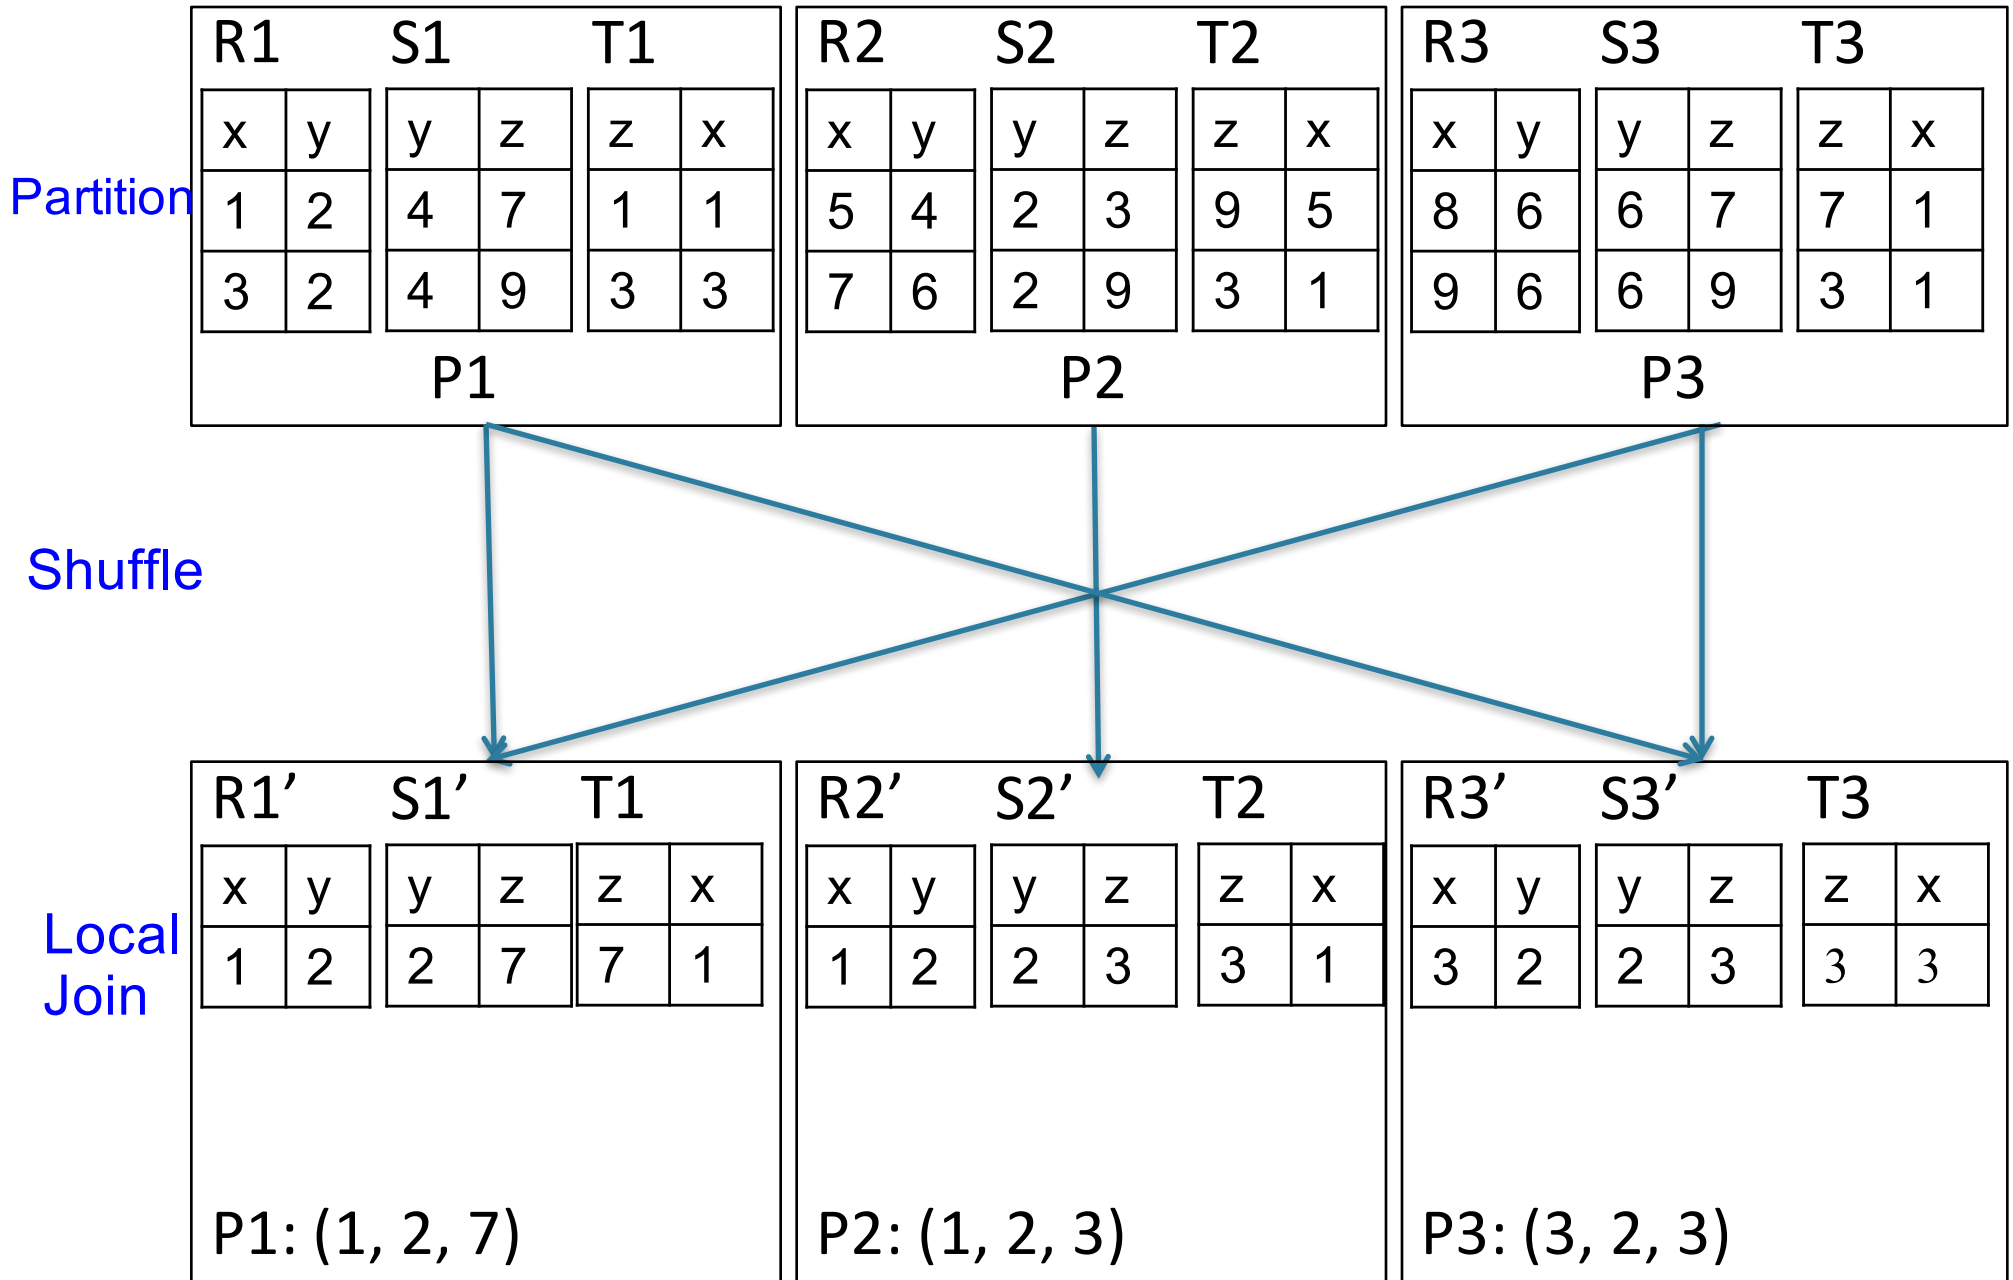 R1 S1 T1 R2 S2 T2 R3 S3 T3
x y y z z x x y y z z x x y y z z x
Partition 1 2 4 7 1 1 5 4 2 3 9 5 8 6 6 7 7 1
3 2 4 9 3 3 7 6 2 9 3 1 9 6 6 9 3 1
P1 P2 P3
Shuffle
R1’ S1’ T1 R2’ S2’ T2 R3’ S3’ T3
x y y z z x x y y z z x x y y z z x
Local
1 2 2 7 7 1 1 2 2 3 3 1 3 2 2 3 3 3
Join
P1: (1, 2, 7) P2: (1, 2, 3) P3: (3, 2, 3)